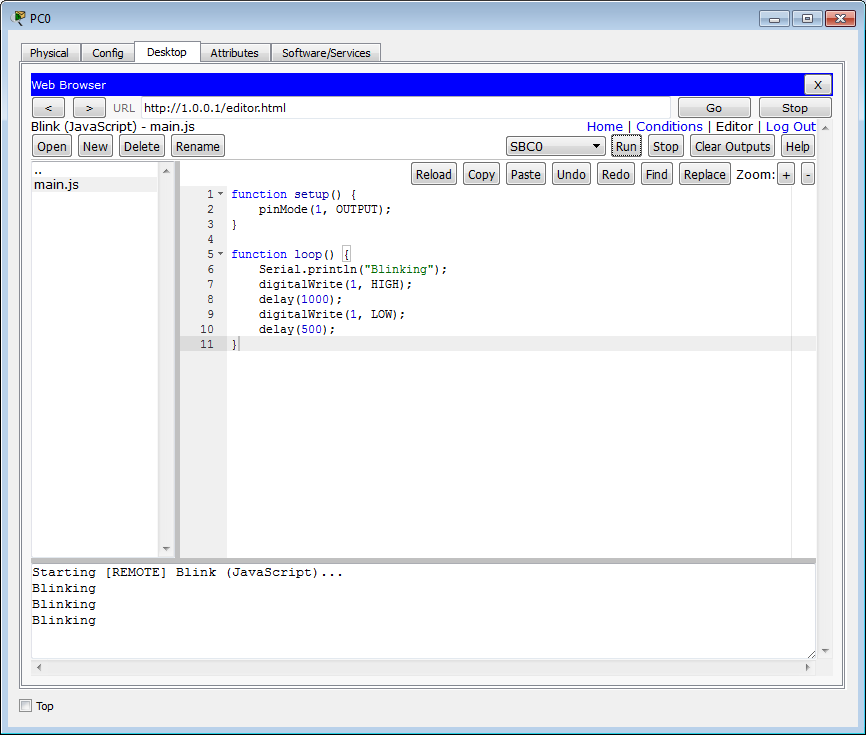 PC0
Physical Config Desktop Attributes Software/Services
Web Browser X
< > URL http://1.0.0.1/editor.html Go Stop
Blink (JavaScript) - main.js Home | Conditions | Editor | Log Out
Open New Delete Rename SBC0 Run Stop Clear Outputs Help
..
main.js
Reload Copy Paste Undo Redo Find Replace Zoom: + -
1 function setup() {
2     pinMode(1, OUTPUT);
3 }
4
5 function loop() {
6     Serial.println("Blinking");
7     digitalWrite(1, HIGH);
8     delay(1000);
9     digitalWrite(1, LOW);
10     delay(500);
11 }
Starting [REMOTE] Blink (JavaScript)...
Blinking
Blinking
Blinking
Top